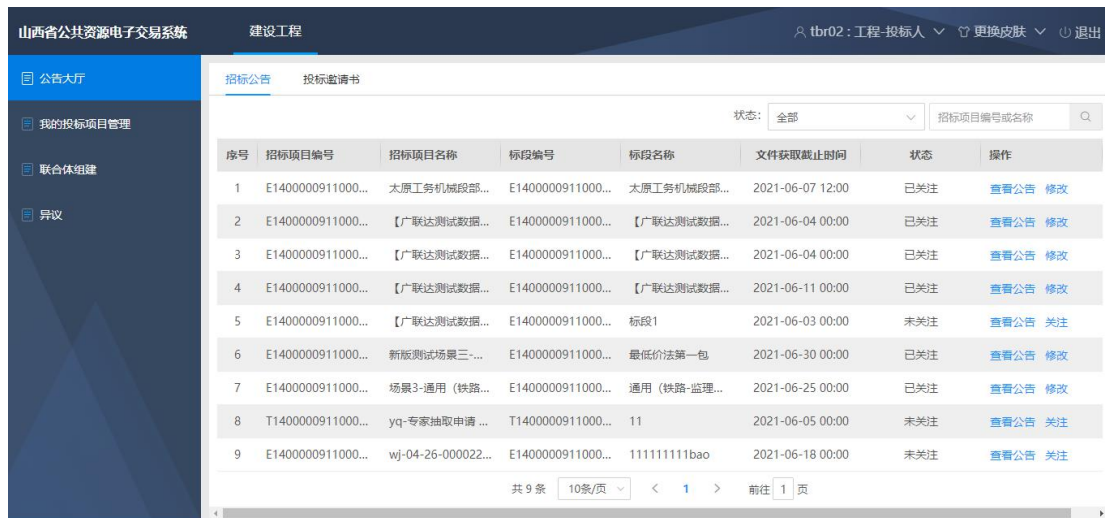 山西省公共资源电子交易系统 建设工程 tbr02 : 工程-投标人 更换皮肤 退出
公告大厅
我的投标项目管理
联合体组建
异议
招标公告 投标邀请书
状态: 全部 招标项目编号或名称
序号 招标项目编号 招标项目名称 标段编号 标段名称 文件获取截止时间 状态 操作
1 E1400000911000... 太原工务机械段部... E1400000911000... 太原工务机械段部... 2021-06-07 12:00 已关注 查看公告 修改
2 E1400000911000... 【广联达测试数据... E1400000911000... 【广联达测试数据... 2021-06-04 00:00 已关注 查看公告 修改
3 E1400000911000... 【广联达测试数据... E1400000911000... 【广联达测试数据... 2021-06-04 00:00 已关注 查看公告 修改
4 E1400000911000... 【广联达测试数据... E1400000911000... 【广联达测试数据... 2021-06-11 00:00 已关注 查看公告 修改
5 E1400000911000... 【广联达测试数据... E1400000911000... 标段1 2021-06-03 00:00 未关注 查看公告 关注
6 E1400000911000... 新版测试场景三-... E1400000911000... 最低价法第一包 2021-06-30 00:00 已关注 查看公告 修改
7 E1400000911000... 场景3-通用（铁路... E1400000911000... 通用（铁路-监理... 2021-06-25 00:00 已关注 查看公告 修改
8 T1400000911000... yq-专家抽取申请 ... T1400000911000... 11 2021-06-05 00:00 未关注 查看公告 关注
9 E1400000911000... wj-04-26-000022... E1400000911000... 111111111bao 2021-06-18 00:00 未关注 查看公告 关注
共 9 条 10条/页 < 1 > 前往 1 页